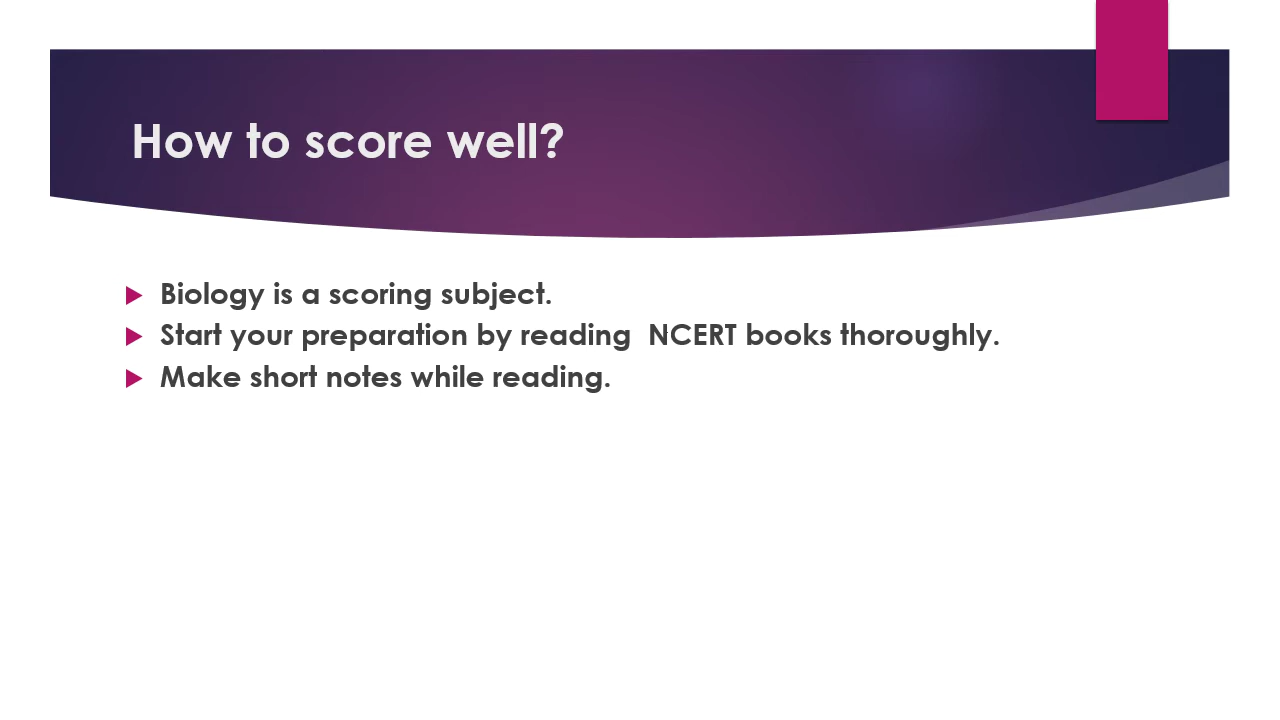 How to score well?
Biology is a scoring subject.
Start your preparation by reading  NCERT books thoroughly.
Make short notes while reading.